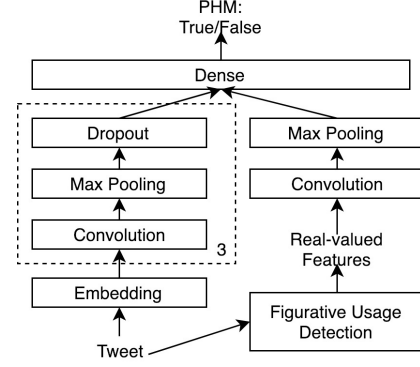 PHM:
True/False
Dense
Dropout
Max Pooling
Convolution
3
Embedding
Tweet
Max Pooling
Convolution
Real-valued
Features
Figurative Usage
Detection